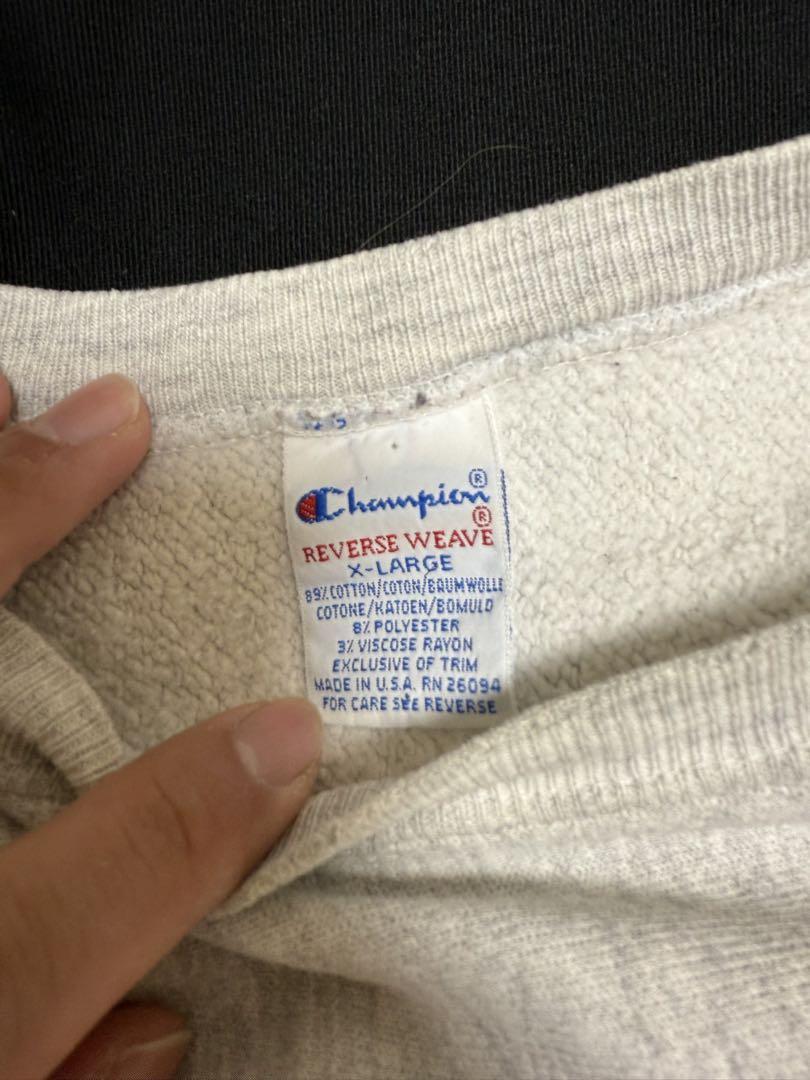 Champion®
REVERSE WEAVE®
X-LARGE
89% COTTON/COTON/BAUMWOLLE
COTONE/KATOEN/BOMULD
8% POLYESTER
3% VISCOSE RAYON
EXCLUSIVE OF TRIM
MADE IN U.S.A. RN 26094
FOR CARE SEE REVERSE